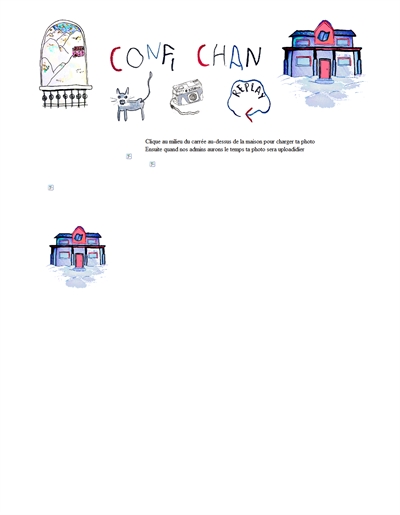 CONFI CHAN
REPLAY
Clique au milieu du carrée au-dessus de la maison pour charger ta photo
Ensuite quand nos admins aurons le temps ta photo sera uploadidier